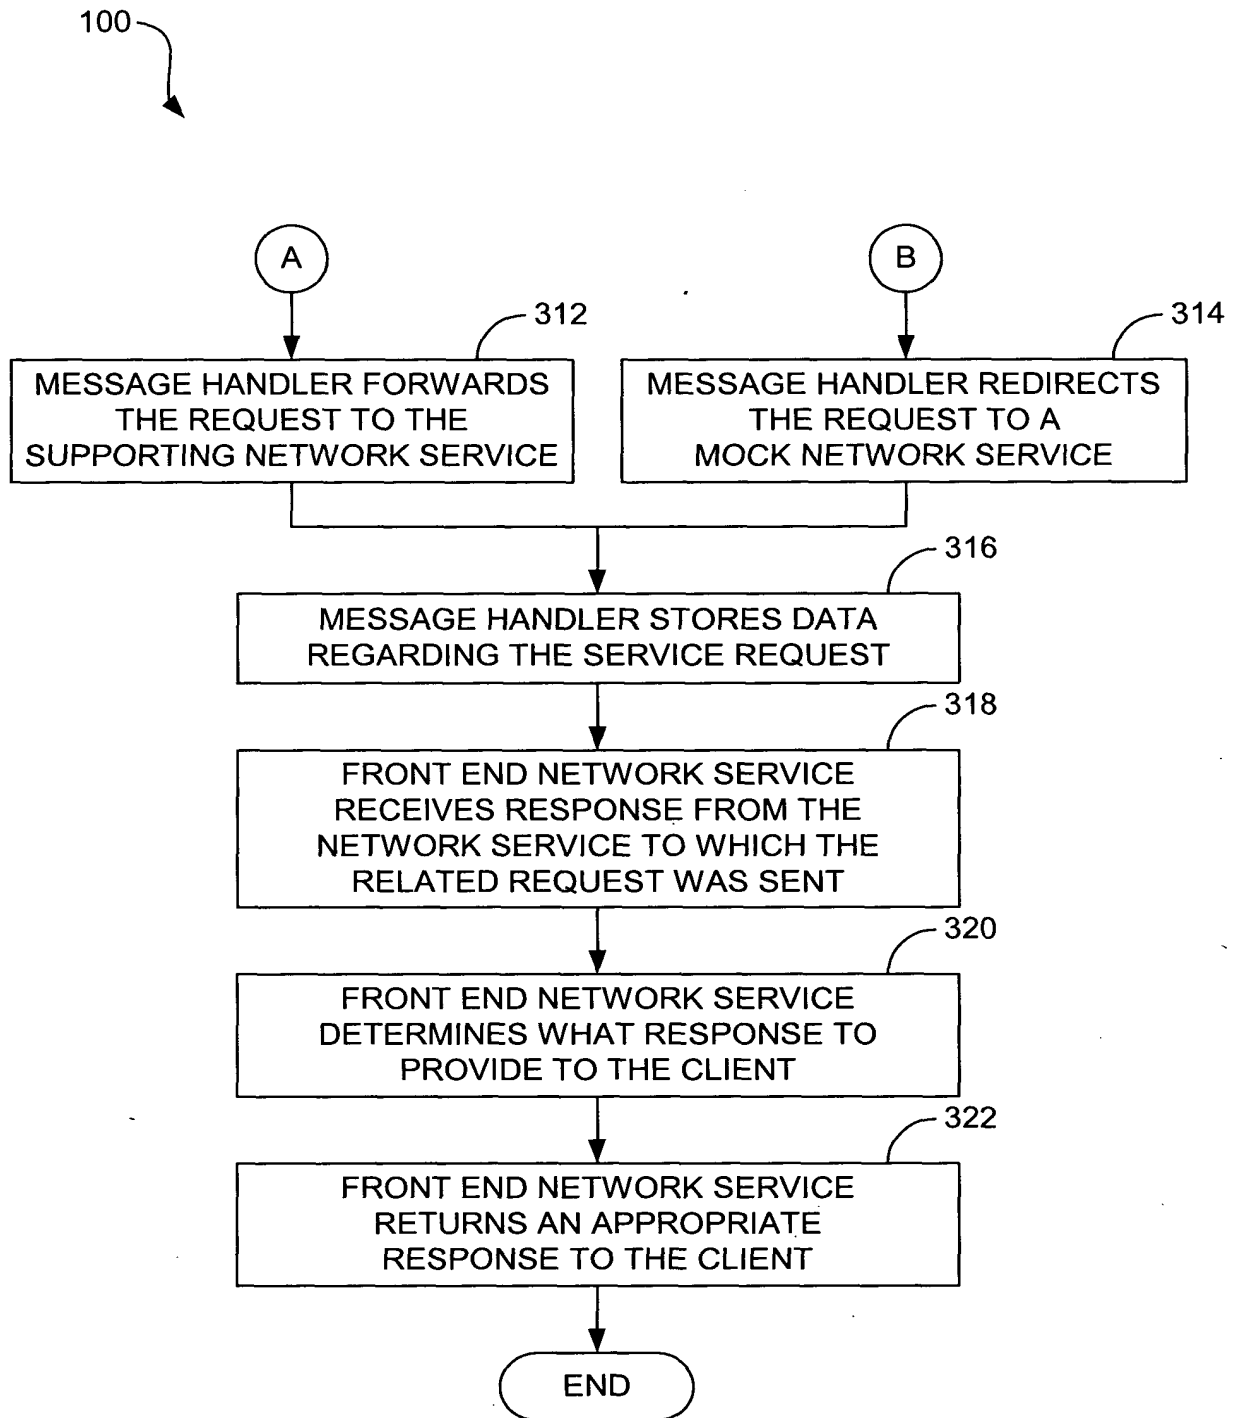 100
A
B
312
314
MESSAGE HANDLER FORWARDS
THE REQUEST TO THE
SUPPORTING NETWORK SERVICE
MESSAGE HANDLER REDIRECTS
THE REQUEST TO A
MOCK NETWORK SERVICE
316
MESSAGE HANDLER STORES DATA
REGARDING THE SERVICE REQUEST
318
FRONT END NETWORK SERVICE
RECEIVES RESPONSE FROM THE
NETWORK SERVICE TO WHICH THE
RELATED REQUEST WAS SENT
320
FRONT END NETWORK SERVICE
DETERMINES WHAT RESPONSE TO
PROVIDE TO THE CLIENT
322
FRONT END NETWORK SERVICE
RETURNS AN APPROPRIATE
RESPONSE TO THE CLIENT
END